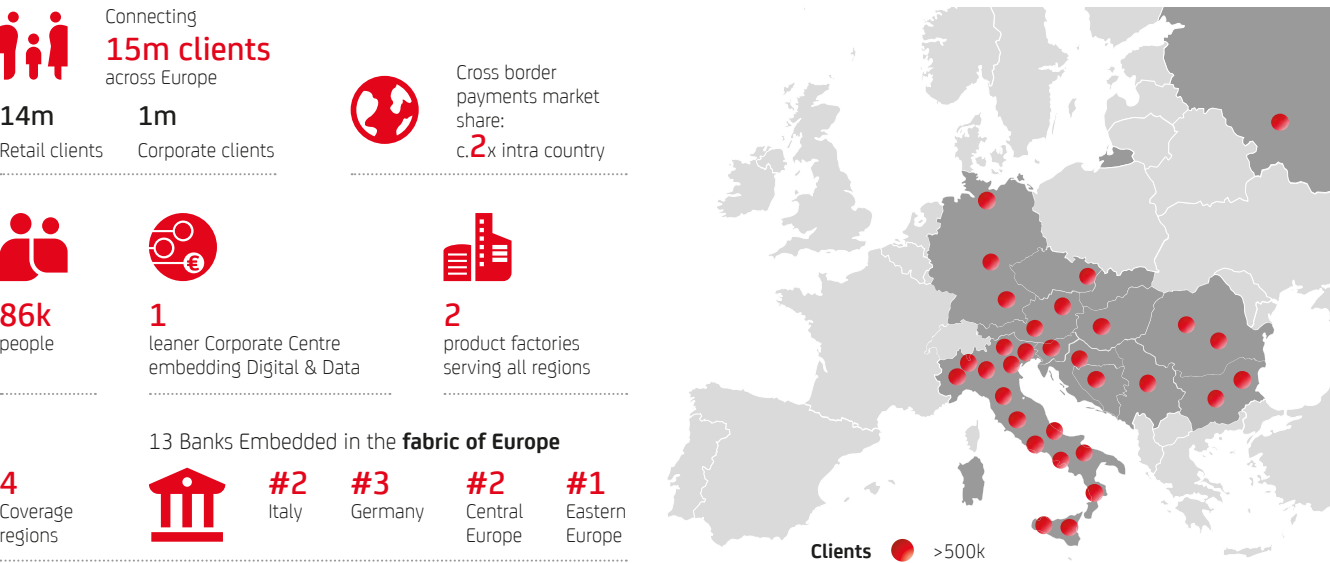 Connecting
15m clients
across Europe
14m
Retail clients
1m
Corporate clients
Cross border
payments market
share:
c.2x intra country
86k
people
1
leaner Corporate Centre
embedding Digital & Data
2
product factories
serving all regions
4
Coverage
regions
13 Banks Embedded in the fabric of Europe
#2
Italy
#3
Germany
#2
Central
Europe
#1
Eastern
Europe
€
Clients >500k